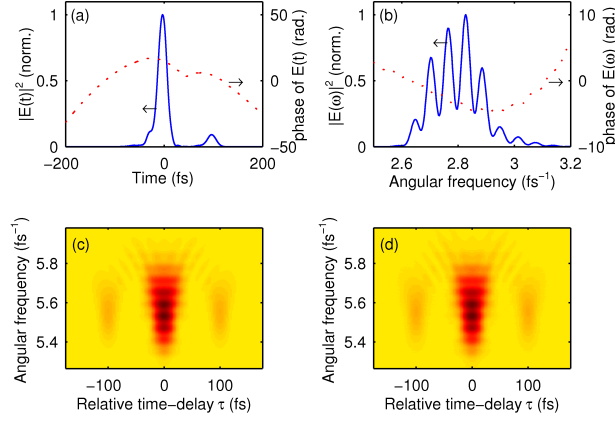 (a)
1
0.5
0
|E(t)|² (norm.)
50
0
−50
phase of E(t) (rad.)
−200
0
200
Time (fs)
(b)
1
0.5
0
|E(ω)|² (norm.)
10
0
−10
phase of E(ω) (rad.)
2.6
2.8
3
3.2
Angular frequency (fs⁻¹)
(c)
5.8
5.6
5.4
Angular frequency (fs⁻¹)
−100
0
100
Relative time−delay τ (fs)
(d)
5.8
5.6
5.4
Angular frequency (fs⁻¹)
−100
0
100
Relative time−delay τ (fs)